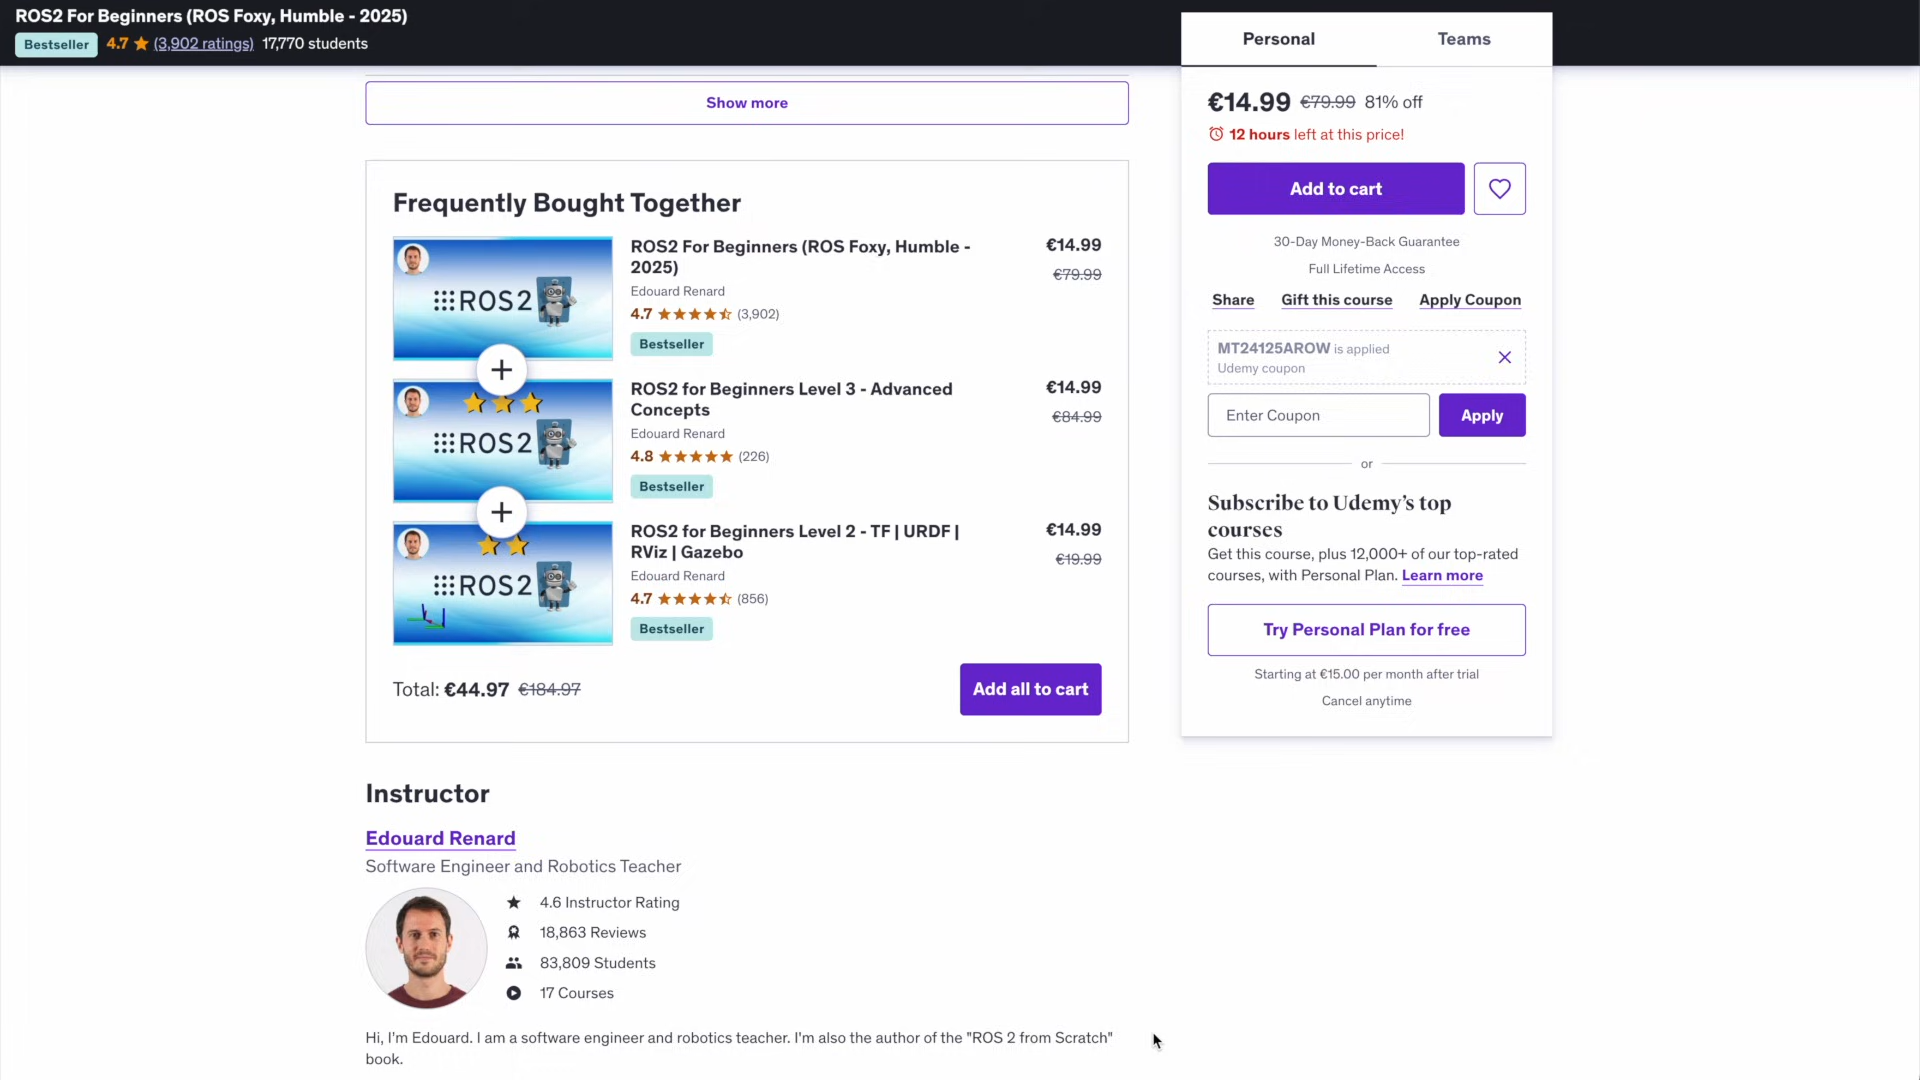 ROS2 For Beginners (ROS Foxy, Humble - 2025)
Bestseller 4.7 (3,902 ratings) 17,770 students
Show more
Frequently Bought Together
ROS2
ROS2 For Beginners (ROS Foxy, Humble -
2025)
Edouard Renard
4.7 (3,902)
Bestseller
€14.99
€79.99
ROS2
ROS2 for Beginners Level 3 - Advanced
Concepts
Edouard Renard
4.8 (226)
Bestseller
€14.99
€84.99
ROS2
ROS2 for Beginners Level 2 - TF | URDF |
RViz | Gazebo
Edouard Renard
4.7 (856)
Bestseller
€14.99
€19.99
Total: €44.97 €184.97
Add all to cart
Instructor
Edouard Renard
Software Engineer and Robotics Teacher
4.6 Instructor Rating
18,863 Reviews
83,809 Students
17 Courses
Hi, I'm Edouard. I am a software engineer and robotics teacher. I'm also the author of the "ROS 2 from Scratch"
book.
Personal
Teams
€14.99 €79.99 81% off
12 hours left at this price!
Add to cart
30-Day Money-Back Guarantee
Full Lifetime Access
Share
Gift this course
Apply Coupon
MT24125AROW is applied
Udemy coupon
Enter Coupon
Apply
or
Subscribe to Udemy's top
courses
Get this course, plus 12,000+ of our top-rated
courses, with Personal Plan. Learn more
Try Personal Plan for free
Starting at €15.00 per month after trial
Cancel anytime